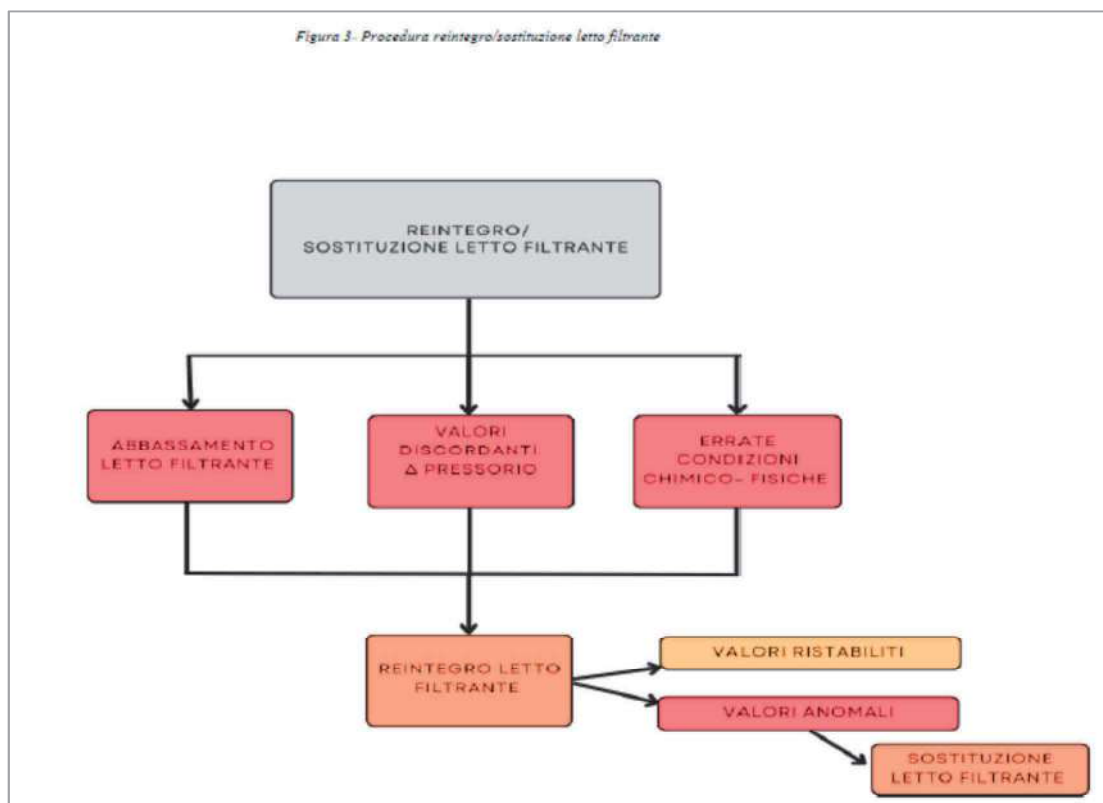 Figura 3- Procedura reintegro/sostituzione letto filtrante
REINTEGRO/
SOSTITUZIONE LETTO FILTRANTE
ABBASSAMENTO
LETTO FILTRANTE
VALORI
DISCORDANTI
Δ PRESSORIO
ERRATE
CONDIZIONI
CHIMICO- FISICHE
REINTEGRO LETTO
FILTRANTE
VALORI RISTABILITI
VALORI ANOMALI
SOSTITUZIONE
LETTO FILTRANTE